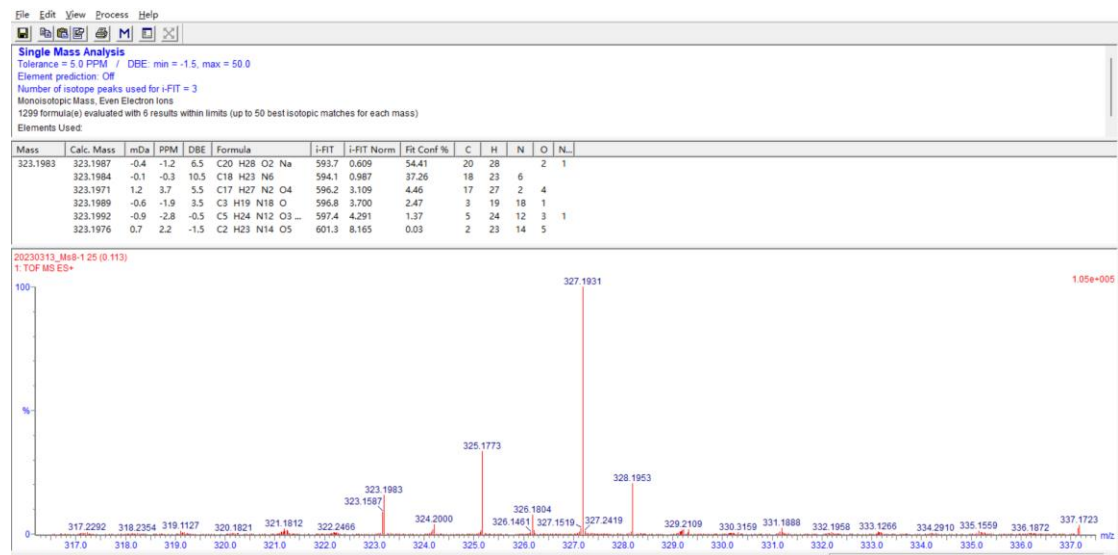 File Edit View Process Help
Single Mass Analysis
Tolerance = 5.0 PPM / DBE: min = -1.5, max = 50.0
Element prediction: Off
Number of isotope peaks used for i-FIT = 3
Monoisotopic Mass, Even Electron Ions
1299 formula(e) evaluated with 6 results within limits (up to 50 best isotopic matches for each mass)
Elements Used:
Mass Calc. Mass mDa PPM DBE Formula i-FIT i-FIT Norm Fit Conf % C H N O N...
323.1983 323.1987 -0.4 -1.2 6.5 C20 H28 O2 Na 593.7 0.609 54.41 20 28 2 1
323.1984 -0.1 -0.3 10.5 C18 H23 N6 594.1 0.987 37.26 18 23 6
323.1971 1.2 3.7 5.5 C17 H27 N2 O4 596.2 3.109 4.46 17 27 2 4
323.1989 -0.6 -1.9 3.5 C3 H19 N18 O 596.8 3.700 2.47 3 19 18 1
323.1992 -0.9 -2.8 -0.5 C5 H24 N12 O3 ... 597.4 4.291 1.37 5 24 12 3 1
323.1976 0.7 2.2 -1.5 C2 H23 N14 O5 601.3 8.165 0.03 2 23 14 5
20230313_Ms8-1 25 (0.113)
1: TOF MS ES+
1.05e+005
100
327.1931
%
325.1773
328.1953
323.1983
323.1587
326.1804
317.2292 318.2354 319.1127 320.1821 321.1812 322.2466 324.2000 326.1461 327.1519 327.2419 329.2109 330.3159 331.1888 332.1958 333.1266 334.2910 335.1559 336.1872 337.1723
0
317.0 318.0 319.0 320.0 321.0 322.0 323.0 324.0 325.0 326.0 327.0 328.0 329.0 330.0 331.0 332.0 333.0 334.0 335.0 336.0 337.0 m/z